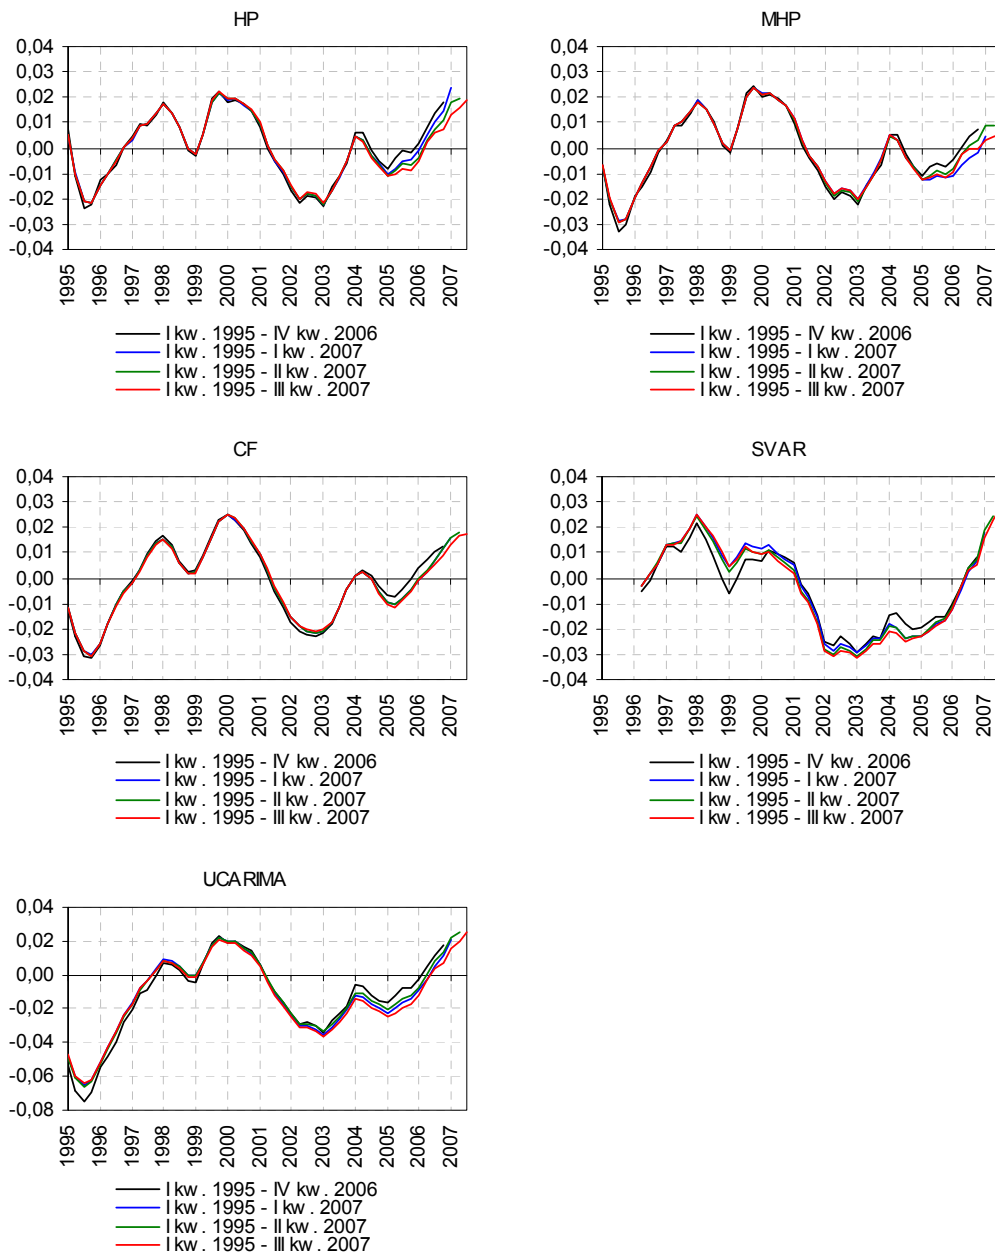 HP
0,04
0,03
0,02
0,01
0,00
-0,01
-0,02
-0,03
-0,04
1995 1996 1997 1998 1999 2000 2001 2002 2003 2004 2005 2006 2007
I kw. 1995 - IV kw. 2006
I kw. 1995 - I kw. 2007
I kw. 1995 - II kw. 2007
I kw. 1995 - III kw. 2007
MHP
0,04
0,03
0,02
0,01
0,00
-0,01
-0,02
-0,03
-0,04
1995 1996 1997 1998 1999 2000 2001 2002 2003 2004 2005 2006 2007
I kw. 1995 - IV kw. 2006
I kw. 1995 - I kw. 2007
I kw. 1995 - II kw. 2007
I kw. 1995 - III kw. 2007
CF
0,04
0,03
0,02
0,01
0,00
-0,01
-0,02
-0,03
-0,04
1995 1996 1997 1998 1999 2000 2001 2002 2003 2004 2005 2006 2007
I kw. 1995 - IV kw. 2006
I kw. 1995 - I kw. 2007
I kw. 1995 - II kw. 2007
I kw. 1995 - III kw. 2007
SVAR
0,04
0,03
0,02
0,01
0,00
-0,01
-0,02
-0,03
-0,04
1995 1996 1997 1998 1999 2000 2001 2002 2003 2004 2005 2006 2007
I kw. 1995 - IV kw. 2006
I kw. 1995 - I kw. 2007
I kw. 1995 - II kw. 2007
I kw. 1995 - III kw. 2007
UCARIMA
0,04
0,02
0,00
-0,02
-0,04
-0,06
-0,08
1995 1996 1997 1998 1999 2000 2001 2002 2003 2004 2005 2006 2007
I kw. 1995 - IV kw. 2006
I kw. 1995 - I kw. 2007
I kw. 1995 - II kw. 2007
I kw. 1995 - III kw. 2007